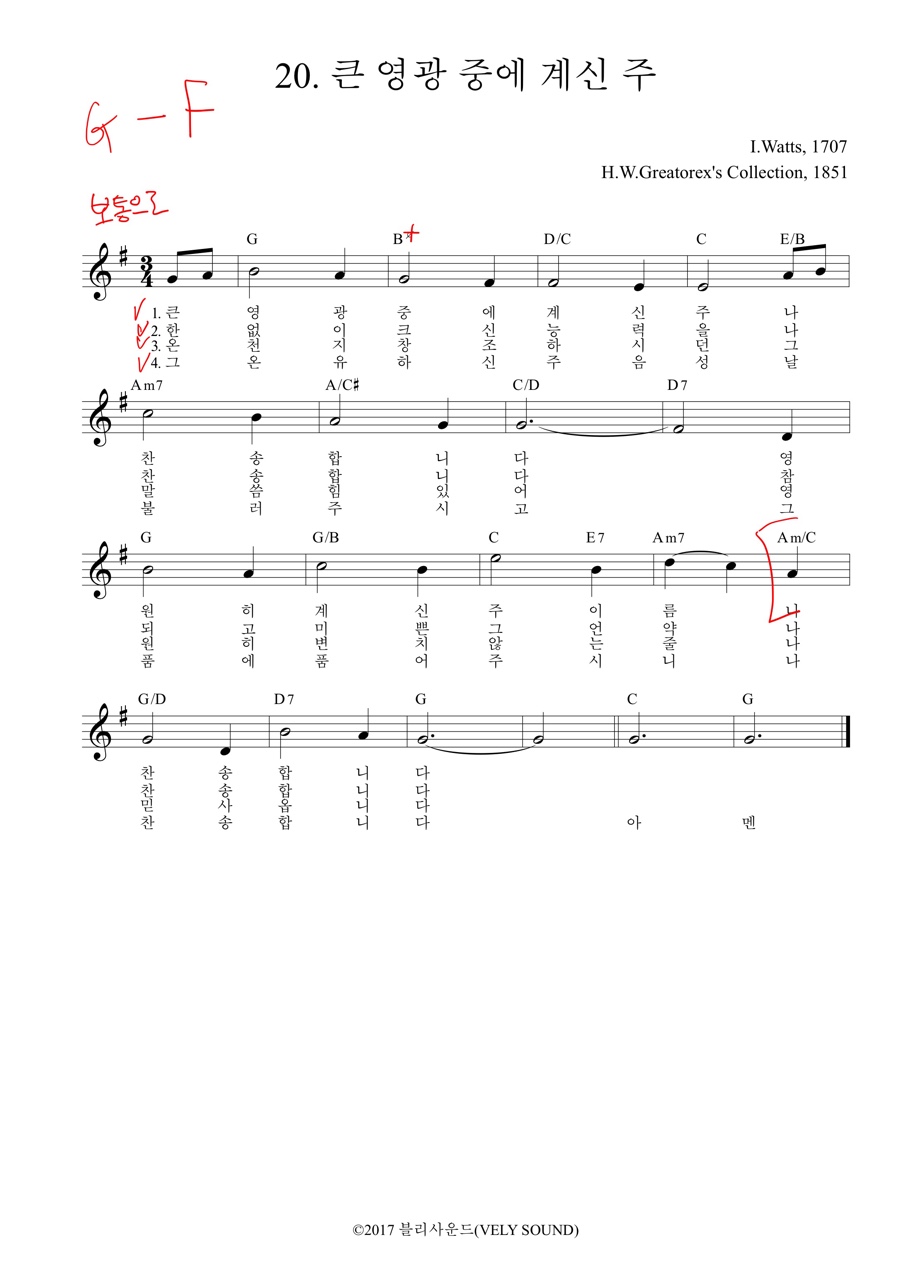 20. 큰 영광 중에 계신 주
G - F
I.Watts, 1707
H.W.Greatorex's Collection, 1851
보통으로
G B+ D/C C E/B
3
4
1. 큰 영 광 중 에 계 신 주 나
2. 한 없 이 크 신 능 력 을 나
3. 온 천 지 창 조 하 시 던 그
4. 그 온 유 하 신 주 음 성 날
Am7 A/C♯ C/D D7
찬 송 합 니 다 영
찬 송 합 니 다 참
말 씀 힘 있 어 영
불 러 주 시 고 그
G G/B C E7 Am7 Am/C
원 히 계 신 주 이 름 나
되 고 미 쁜 그 언 약 나
원 히 변 치 않 는 줄 나
품 에 품 어 주 시 니 나
G/D D7 G C G
찬 송 합 니 다
찬 송 합 니 다
믿 사 옵 니 다
찬 송 합 니 다 아 멘
©2017 블리사운드(VELY SOUND)